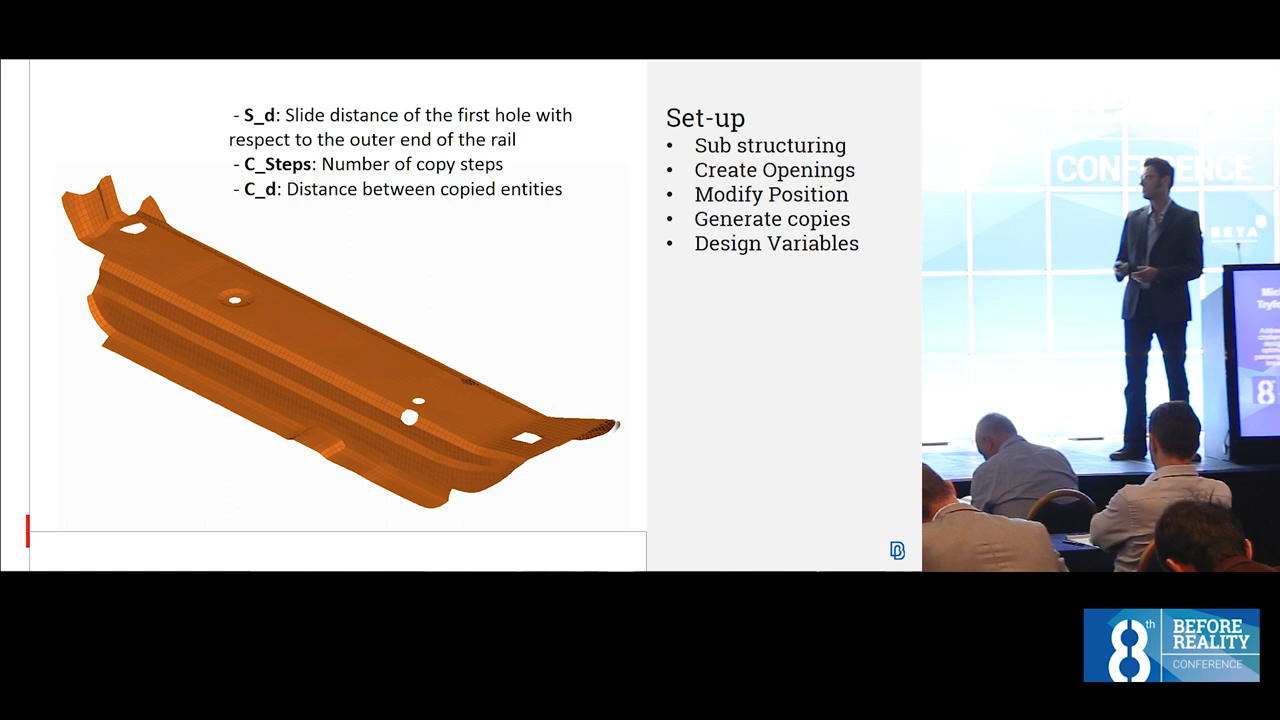 - S_d: Slide distance of the first hole with
respect to the outer end of the rail
- C_Steps: Number of copy steps
- C_d: Distance between copied entities
Set-up
• Sub structuring
• Create Openings
• Modify Position
• Generate copies
• Design Variables
CONFERENCE
BETA
8
8th
BEFORE
REALITY
CONFERENCE